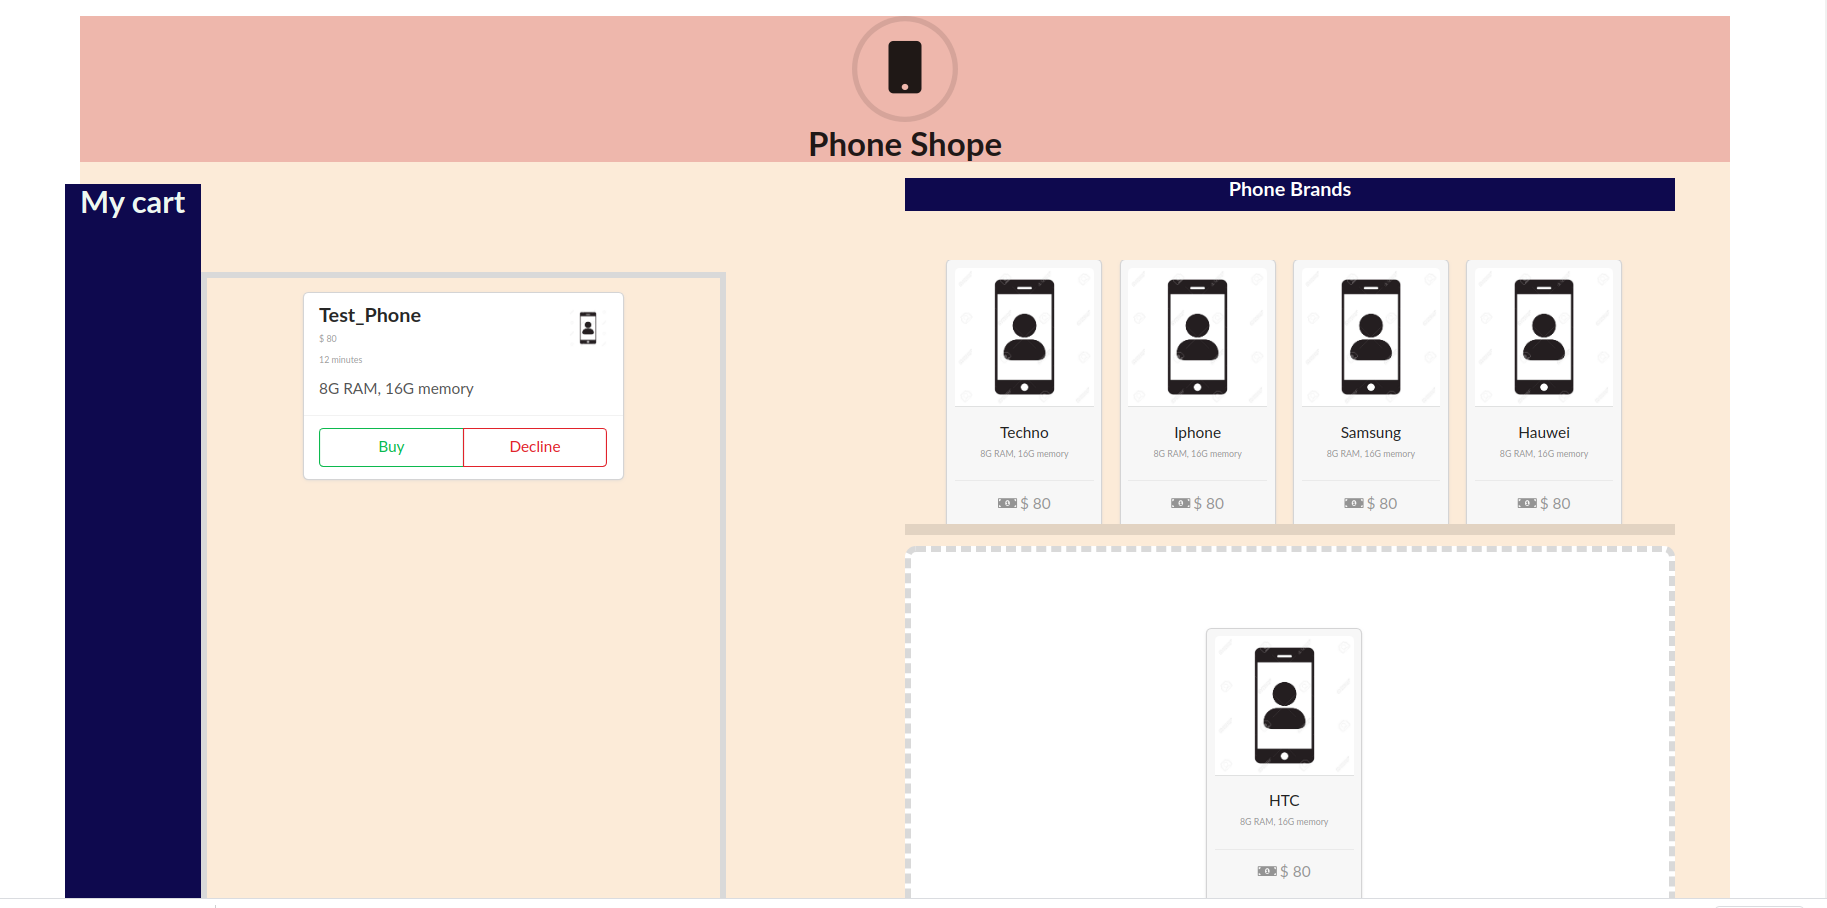 Phone Shope
My cart
Test_Phone
$ 80
12 minutes
8G RAM, 16G memory
Buy
Decline
Phone Brands
Techno
8G RAM, 16G memory
$ 80
Iphone
8G RAM, 16G memory
$ 80
Samsung
8G RAM, 16G memory
$ 80
Hauwei
8G RAM, 16G memory
$ 80
HTC
8G RAM, 16G memory
$ 80